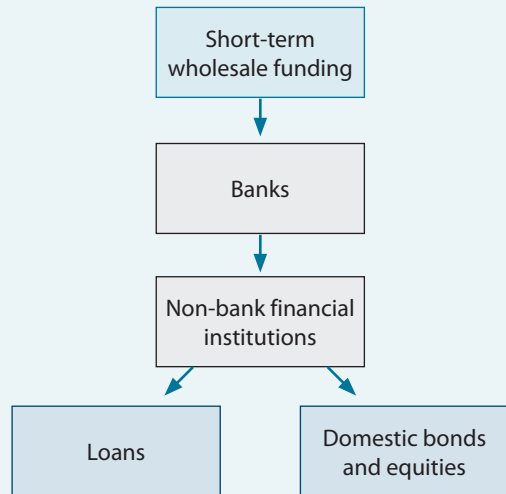 Short-term
wholesale funding
Banks
Non-bank financial
institutions
Loans
Domestic bonds
and equities